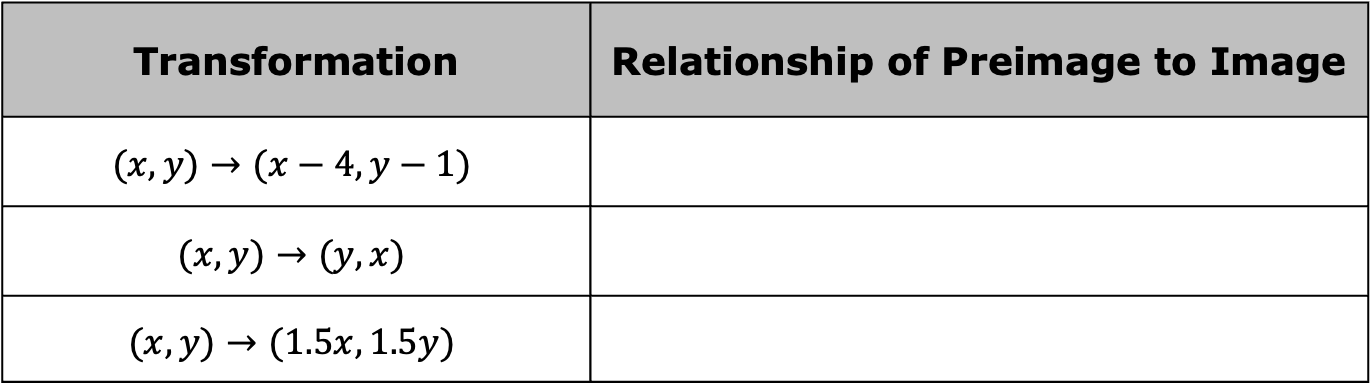 Transformation Relationship of Preimage to Image
(x, y) → (x − 4, y − 1)
(x, y) → (y, x)
(x, y) → (1.5x, 1.5y)